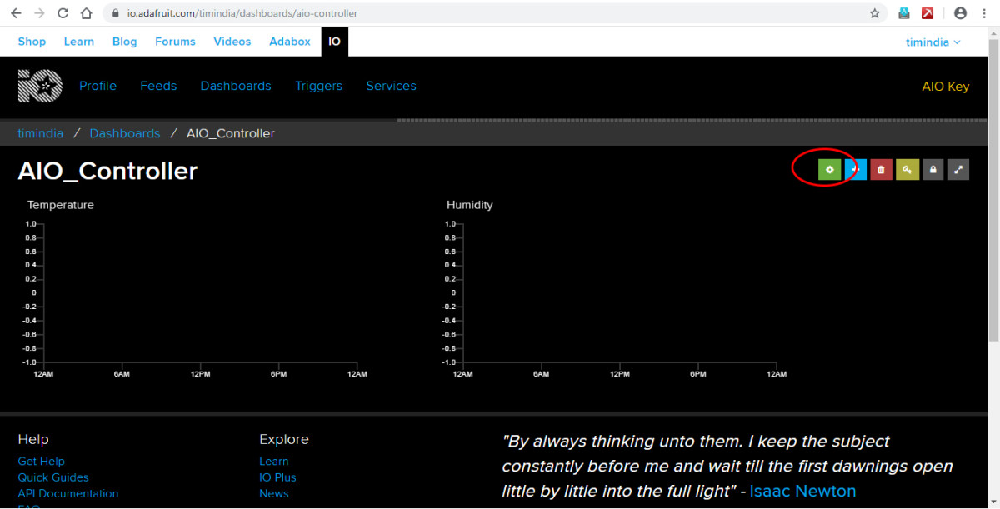 io.adafruit.com/timindia/dashboards/aio-controller
Shop Learn Blog Forums Videos Adabox IO timindia
Profile Feeds Dashboards Triggers Services AIO Key
timindia / Dashboards / AIO_Controller
AIO_Controller
Temperature Humidity
1.0 1.0
0.8 0.8
0.6 0.6
0.4 0.4
0.2 0.2
0 0
-0.2 -0.2
-0.4 -0.4
-0.6 -0.6
-0.8 -0.8
-1.0 -1.0
12AM 6AM 12PM 6PM 12AM 12AM 6AM 12PM 6PM 12AM
Help Explore
Get Help Learn
Quick Guides IO Plus
API Documentation News
FAQ
"By always thinking unto them. I keep the subject
constantly before me and wait till the first dawnings open
little by little into the full light" - Isaac Newton